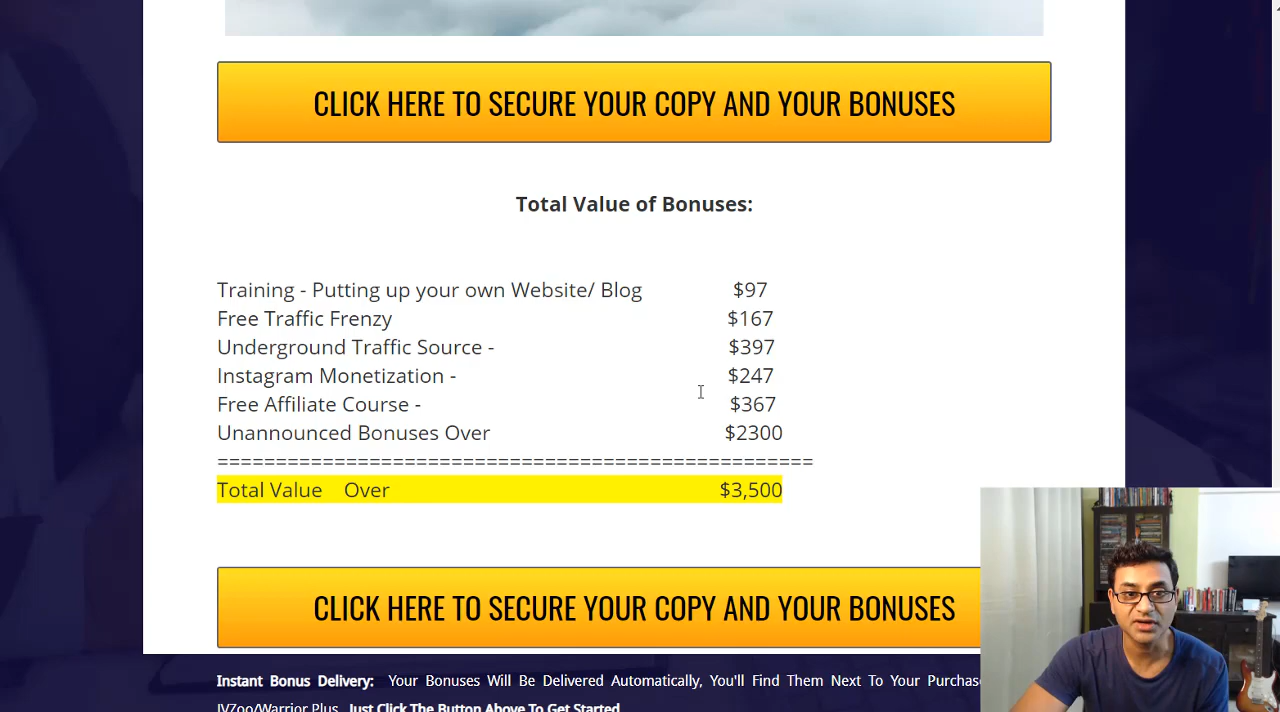 CLICK HERE TO SECURE YOUR COPY AND YOUR BONUSES
Total Value of Bonuses:
Training - Putting up your own Website/ Blog $97
Free Traffic Frenzy $167
Underground Traffic Source - $397
Instagram Monetization - $247
Free Affiliate Course - $367
Unannounced Bonuses Over $2300
===================================================
Total Value Over $3,500
CLICK HERE TO SECURE YOUR COPY AND YOUR BONUSES
Instant Bonus Delivery: Your Bonuses Will Be Delivered Automatically, You'll Find Them Next To Your Purchase
JVZoo/Warrior Plus. Just Click The Button Above To Get Started